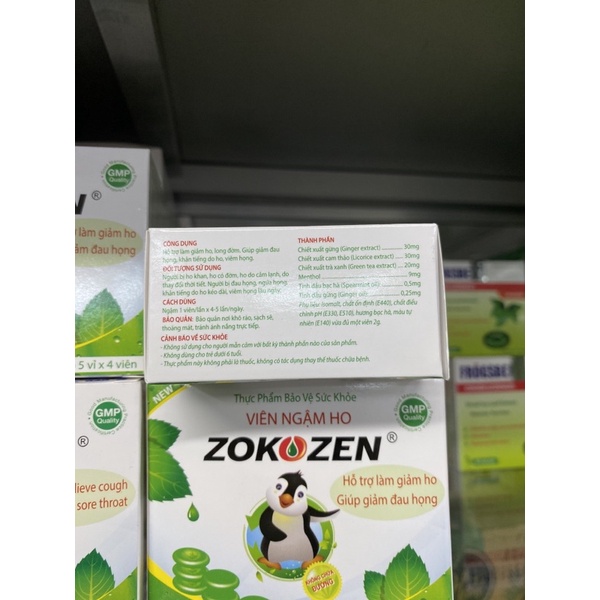 GMP
Quality
®
làm giảm ho
đau họng
5 vỉ x 4 viên
CÔNG DỤNG
Hỗ trợ làm giảm ho, long đờm. Giúp giảm đau
họng, khản tiếng do ho, viêm họng.
ĐỐI TƯỢNG SỬ DỤNG
Người bị ho khan, ho có đờm, ho do cảm lạnh, do
thay đổi thời tiết. Người bị đau họng, ngứa họng
khản tiếng do ho kéo dài, viêm họng lâu ngày.
CÁCH DÙNG
Ngậm 1 viên/lần x 4-5 lần/ngày.
BẢO QUẢN: Bảo quản nơi khô ráo, sạch sẽ,
thoáng mát, tránh ánh nắng trực tiếp.
CẢNH BÁO VỀ SỨC KHỎE
- Không sử dụng cho người mẫn cảm với bất kỳ thành phần nào của sản phẩm.
- Không dùng cho trẻ dưới 6 tuổi.
- Thực phẩm này không phải là thuốc, không có tác dụng thay thế thuốc chữa bệnh.
THÀNH PHẦN
Chiết xuất gừng (Ginger extract) ............ 30mg
Chiết xuất cam thảo (Licorice extract) .... 30mg
Chiết xuất trà xanh (Green tea extract) ... 20mg
Menthol ............ 9mg
Tinh dầu bạc hà (Spearmint oil) ............ 0,5mg
Tinh dầu gừng (Ginger oil) ............ 0,25mg
Phụ liệu: isomalt, chất ổn định (E440), chất điều
chỉnh pH (E330, E510), hương bạc hà, màu tự
nhiên (E140) vừa đủ một viên 2g.
NEW
Thực Phẩm Bảo Vệ Sức Khỏe
VIÊN NGẬM HO
ZOKOZEN®
GMP
Quality
Hỗ trợ làm giảm ho
Giúp giảm đau họng
KHÔNG CHỨA
ĐƯỜNG
®
GMP
Quality
lieve cough
sore throat